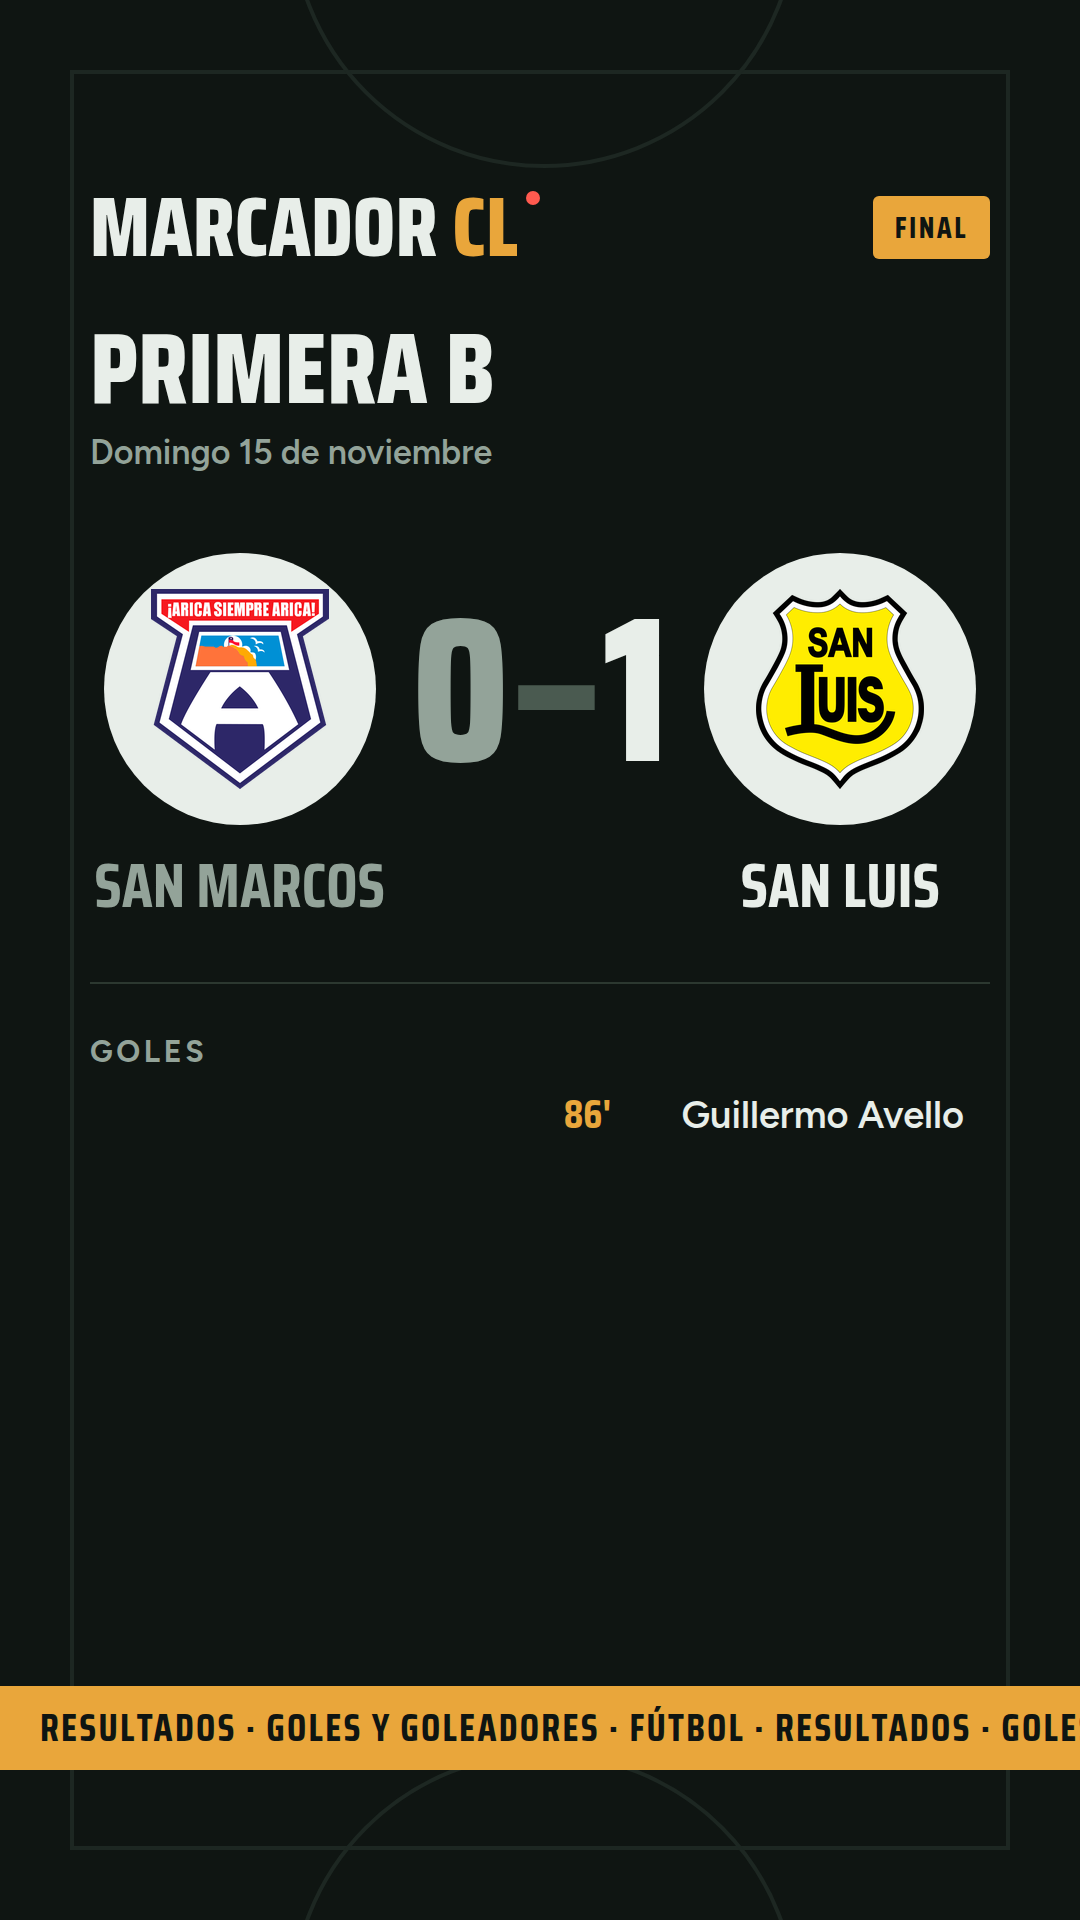 MARCADOR CL
FINAL
PRIMERA B
Domingo 15 de noviembre
¡ARICA SIEMPRE ARICA!
A
0–1
SAN
LUIS
SAN MARCOS
SAN LUIS
GOLES
86' Guillermo Avello
RESULTADOS · GOLES Y GOLEADORES · FÚTBOL · RESULTADOS · GOLES